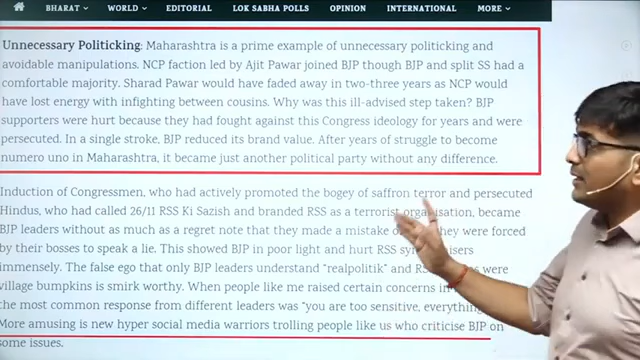 BHARAT WORLD EDITORIAL LOK SABHA POLLS OPINION INTERNATIONAL MORE
Unnecessary Politicking: Maharashtra is a prime example of unnecessary politicking and
avoidable manipulations. NCP faction led by Ajit Pawar joined BJP though BJP and split SS had a
comfortable majority. Sharad Pawar would have faded away in two-three years as NCP would
have lost energy with infighting between cousins. Why was this ill-advised step taken? BJP
supporters were hurt because they had fought against this Congress ideology for years and were
persecuted. In a single stroke, BJP reduced its brand value. After years of struggle to become
numero uno in Maharashtra, it became just another political party without any difference.
Induction of Congressmen, who had actively promoted the bogey of saffron terror and persecuted
Hindus, who had called 26/11 RSS Ki Sazish and branded RSS as a terrorist organisation, became
BJP leaders without as much as a regret note that they made a mistake they were forced
by their bosses to speak a lie. This showed BJP in poor light and hurt RSS
immensely. The false ego that only BJP leaders understand “realpolitik” and were
village bumpkins is smirk worthy. When people like me raised certain concerns in
the most common response from different leaders was “you are too sensitive, everything
More amusing is new hyper social media warriors trolling people like us who criticise BJP on
some issues.